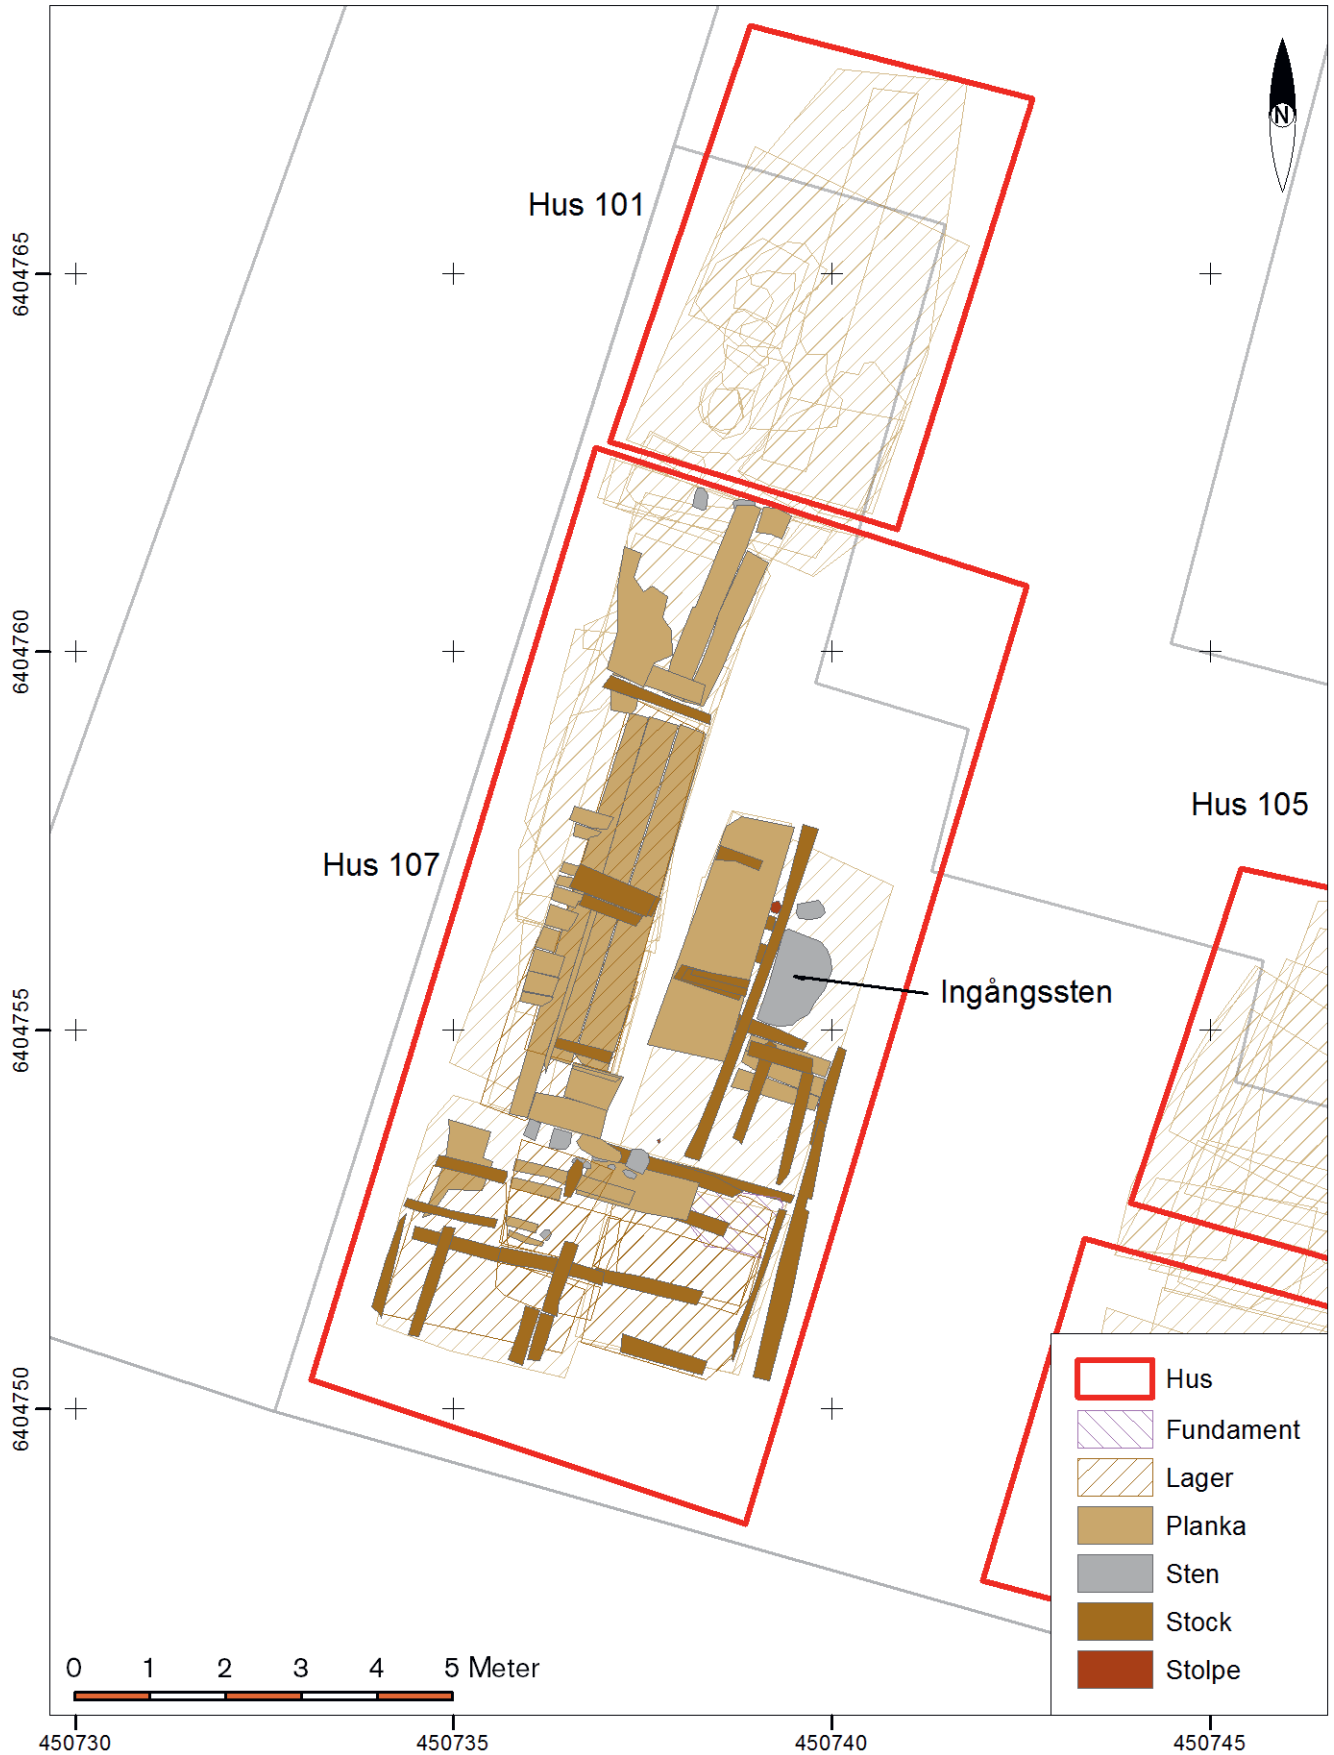 N
Hus 101
6404765
6404760
Hus 105
Hus 107
Ingångssten
6404755
6404750
Hus
Fundament
Lager
Planka
Sten
Stock
Stolpe
0 1 2 3 4 5 Meter
450730 450735 450740 450745